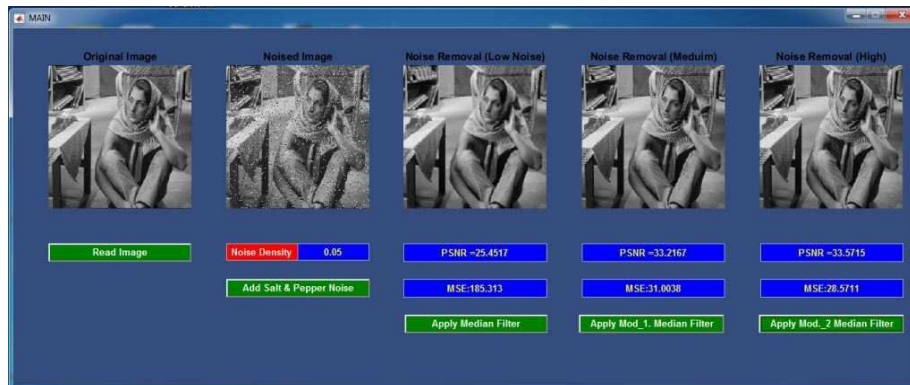 MAIN
Original Image
Noised Image
Noise Removal (Low Noise)
Noise Removal (Meduim)
Noise Removal (High)
Read Image
Noise Density
0.05
PSNR =25.4517
PSNR =33.2167
PSNR =33.5715
Add Salt & Pepper Noise
MSE:185.313
MSE:31.0038
MSE:28.5711
Apply Median Filter
Apply Mod_1. Median Filter
Apply Mod._2 Median Filter